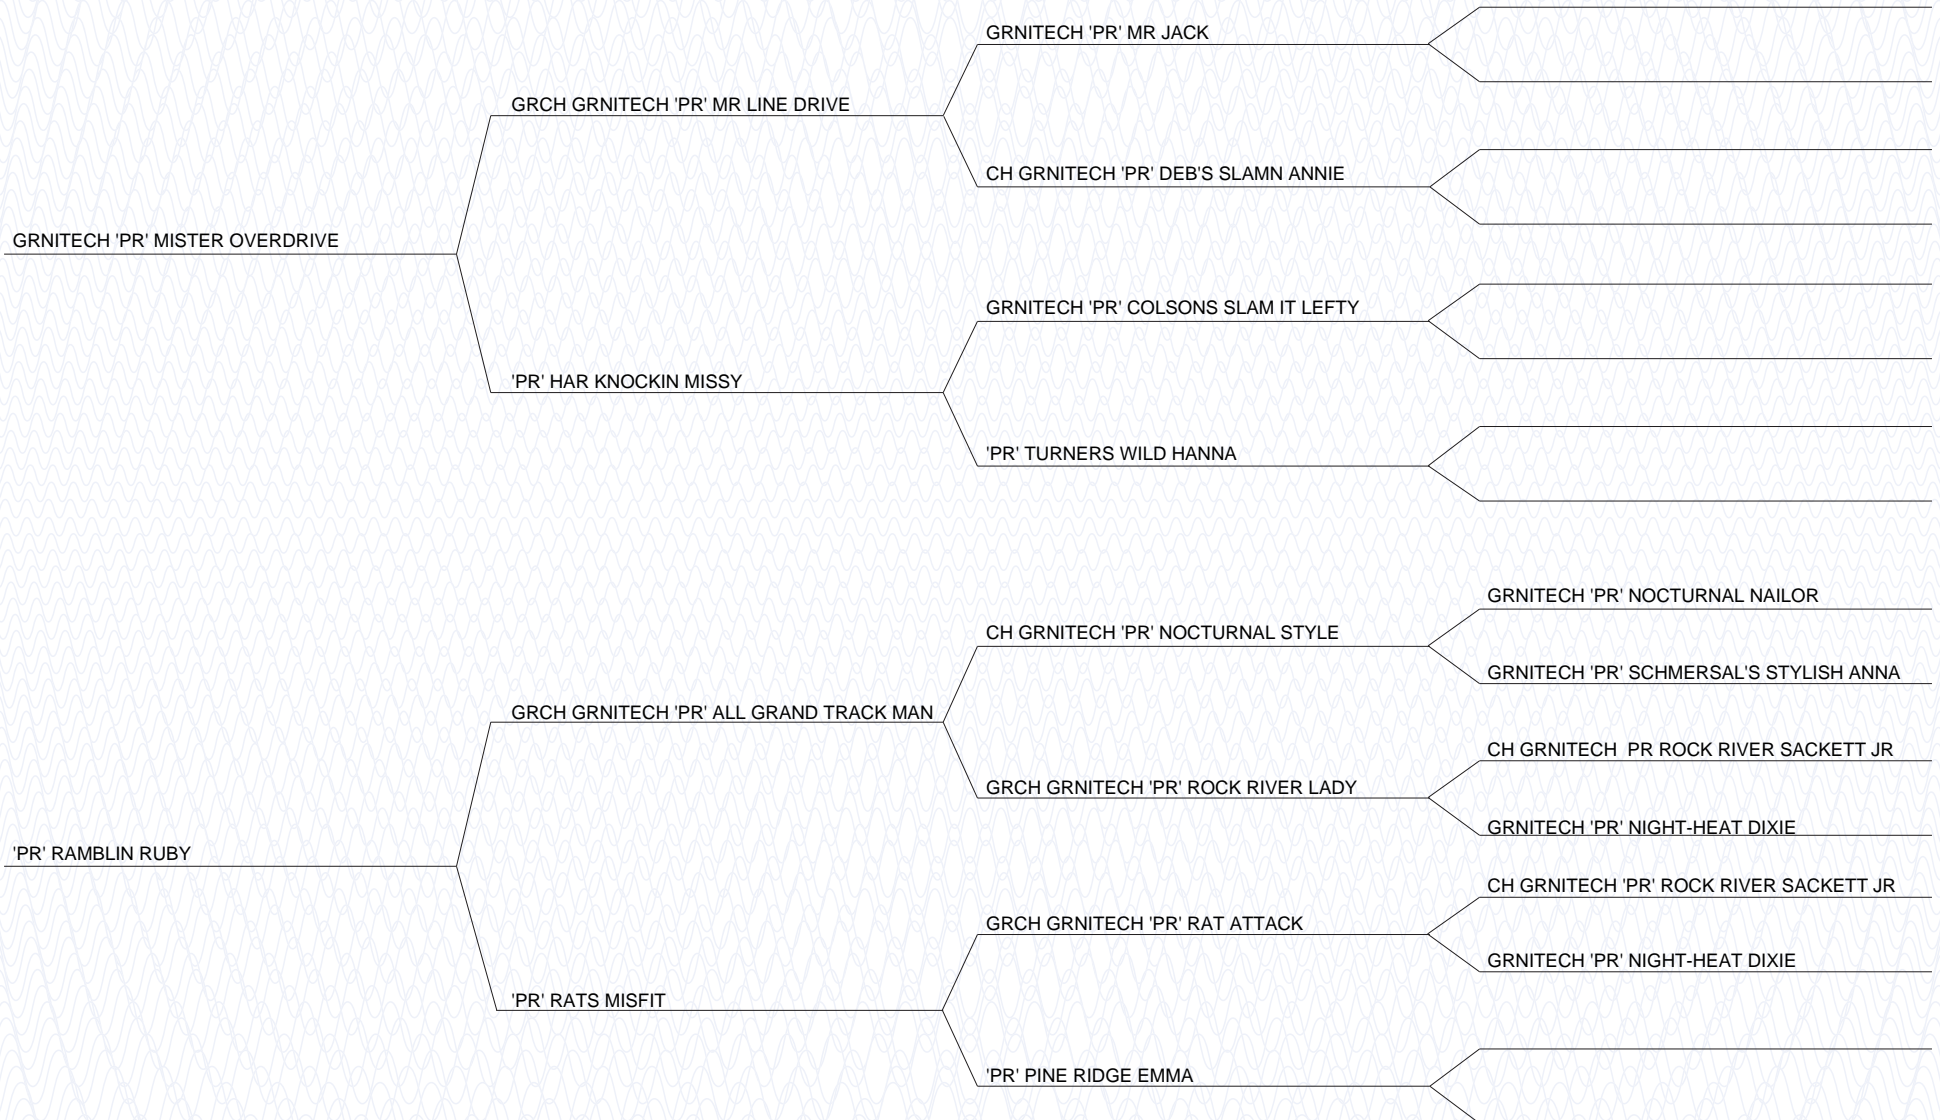 GRNITECH 'PR' MR JACK
GRCH GRNITECH 'PR' MR LINE DRIVE
CH GRNITECH 'PR' DEB'S SLAMN ANNIE
GRNITECH 'PR' MISTER OVERDRIVE
GRNITECH 'PR' COLSONS SLAM IT LEFTY
'PR' HAR KNOCKIN MISSY
'PR' TURNERS WILD HANNA
GRNITECH 'PR' NOCTURNAL NAILOR
CH GRNITECH 'PR' NOCTURNAL STYLE
GRNITECH 'PR' SCHMERSAL'S STYLISH ANNA
GRCH GRNITECH 'PR' ALL GRAND TRACK MAN
CH GRNITECH  PR ROCK RIVER SACKETT JR
GRCH GRNITECH 'PR' ROCK RIVER LADY
GRNITECH 'PR' NIGHT-HEAT DIXIE
'PR' RAMBLIN RUBY
CH GRNITECH 'PR' ROCK RIVER SACKETT JR
GRCH GRNITECH 'PR' RAT ATTACK
GRNITECH 'PR' NIGHT-HEAT DIXIE
'PR' RATS MISFIT
'PR' PINE RIDGE EMMA